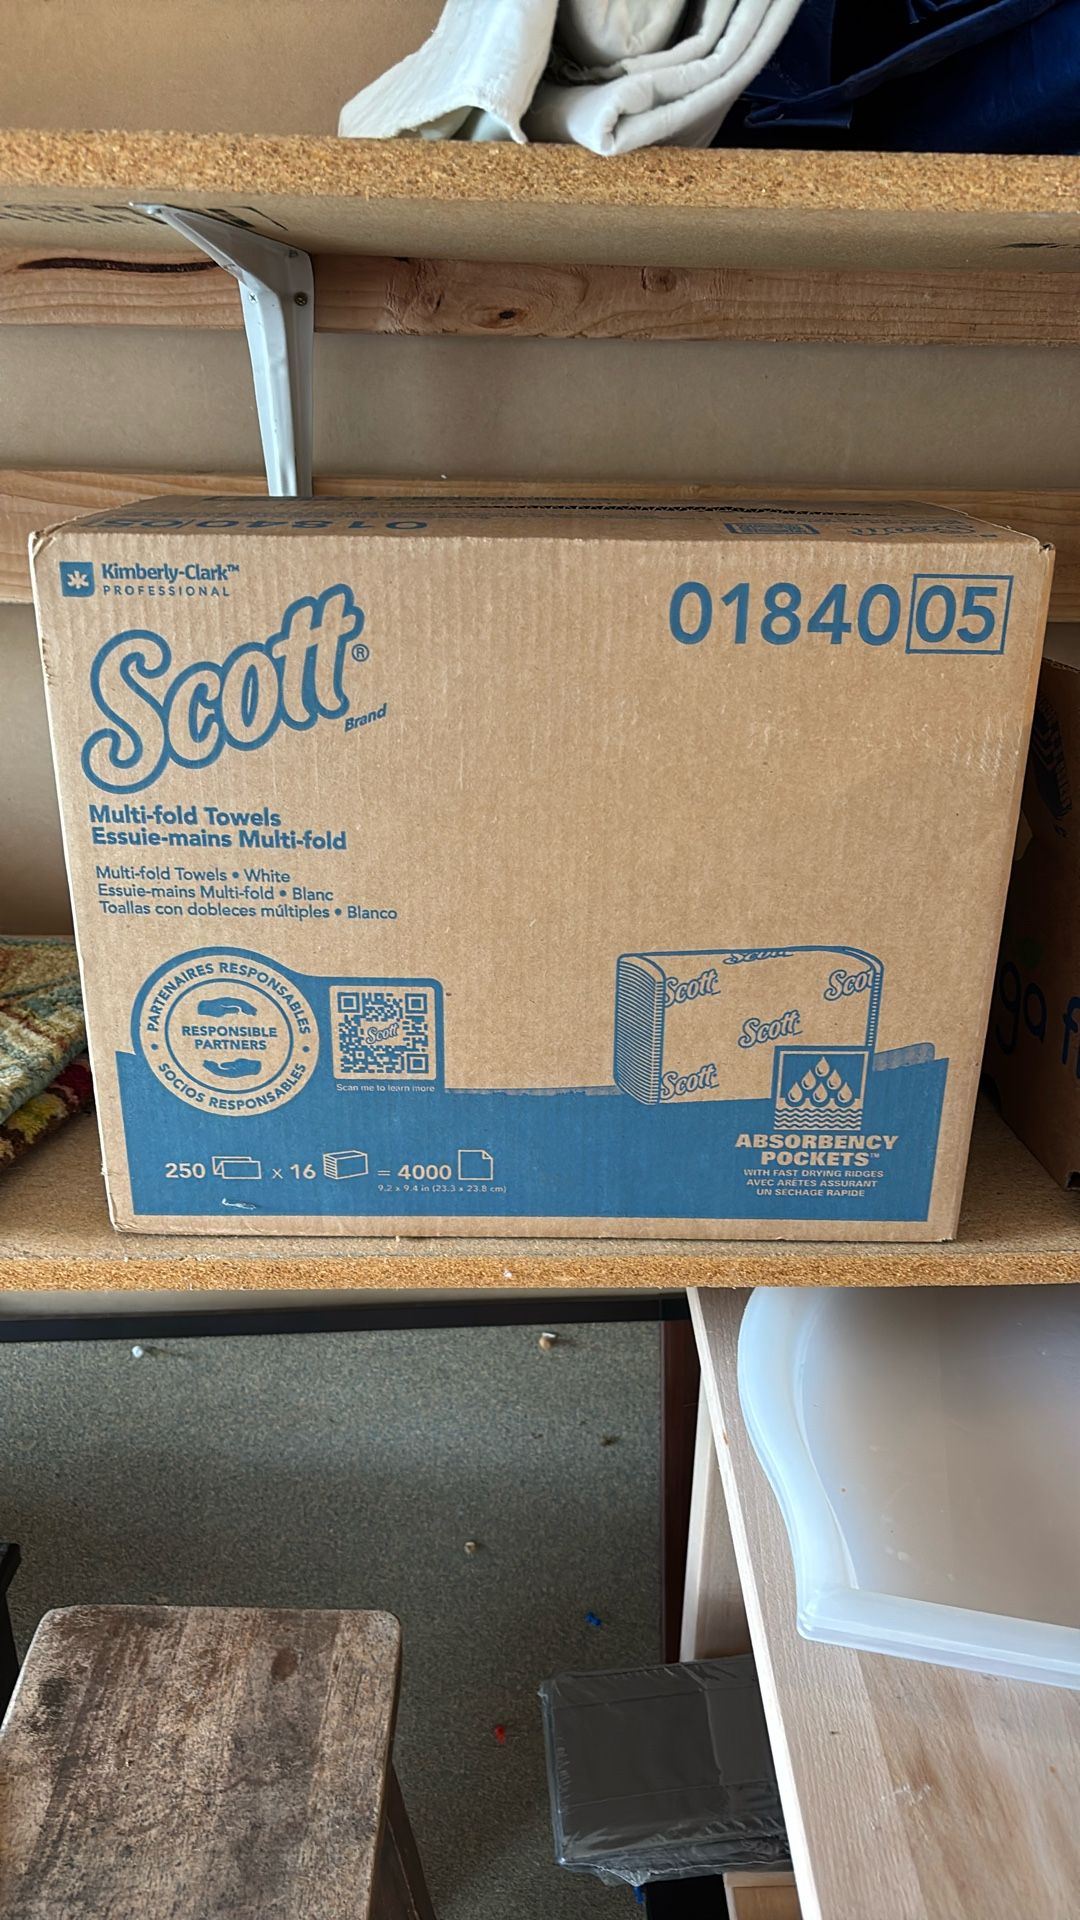 01840/05
Kimberly-Clark™
PROFESSIONAL
Scott®
Brand
0184005
Multi-fold Towels
Essuie-mains Multi-fold
Multi-fold Towels • White
Essuie-mains Multi-fold • Blanc
Toallas con dobleces múltiples • Blanco
PARTENAIRES RESPONSABLES
RESPONSIBLE
PARTNERS
• SOCIOS RESPONSABLES •
Scott
Scan me to learn more
Scott
Scott
Scott
Scott
Scott
250 x 16 = 4000
9.2 x 9.4 in (23.3 x 23.8 cm)
ABSORBENCY
POCKETS™
WITH FAST DRYING RIDGES
AVEC ARÊTES ASSURANT
UN SÉCHAGE RAPIDE